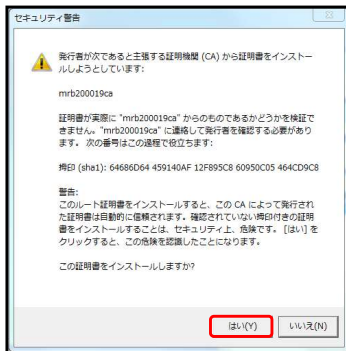 セキュリティ警告
発行者が次であると主張する証明機関 (CA) から証明書をインストー
ルしようとしています:
mrb200019ca
証明書が実際に "mrb200019ca" からのものであるかどうかを検証で
きません。"mrb200019ca" に連絡して発行者を確認する必要があり
ます。 次の番号はこの過程で役立ちます:
拇印 (sha1): 64686D64 459140AF 12F895C8 60950C05 464CD9C8
警告:
このルート証明書をインストールすると、この CA によって発行され
た証明書は自動的に信頼されます。確認されていない拇印付きの証明
書をインストールすることは、セキュリティ上、危険です。 [はい] を
クリックすると、この危険を認識したことになります。
この証明書をインストールしますか?
はい(Y) いいえ(N)